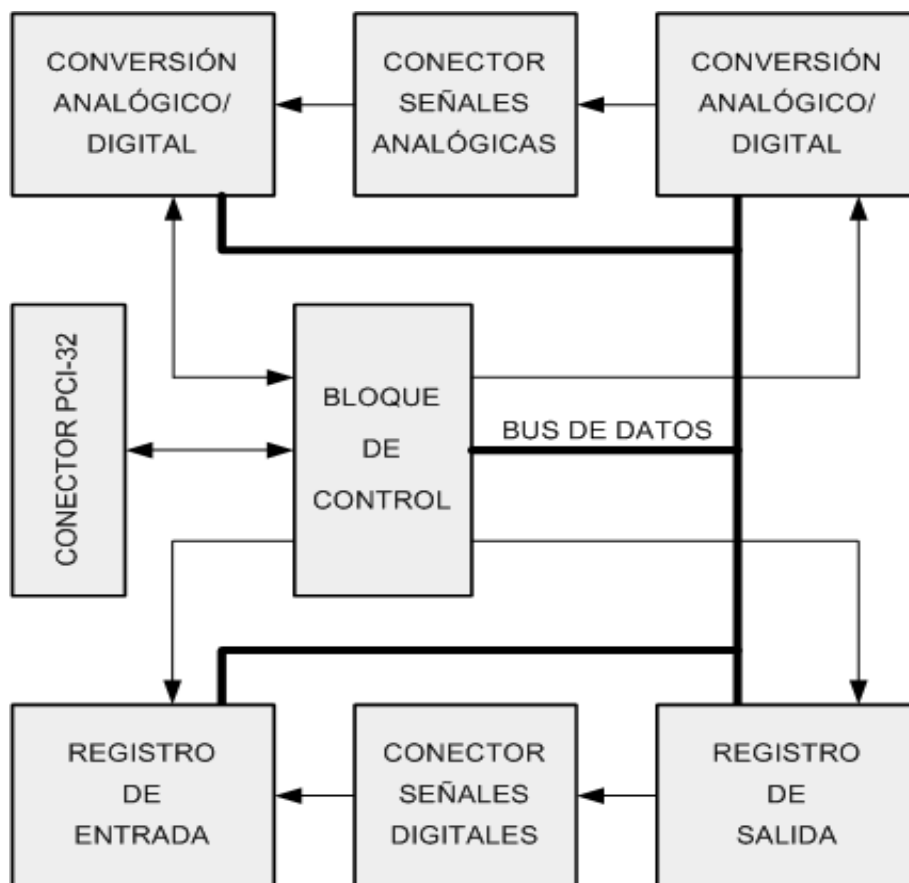 CONVERSIÓN
ANALÓGICO/
DIGITAL
CONECTOR
SEÑALES
ANALÓGICAS
CONVERSIÓN
ANALÓGICO/
DIGITAL
CONECTOR PCI-32
BLOQUE
DE
CONTROL
BUS DE DATOS
REGISTRO
DE
ENTRADA
CONECTOR
SEÑALES
DIGITALES
REGISTRO
DE
SALIDA